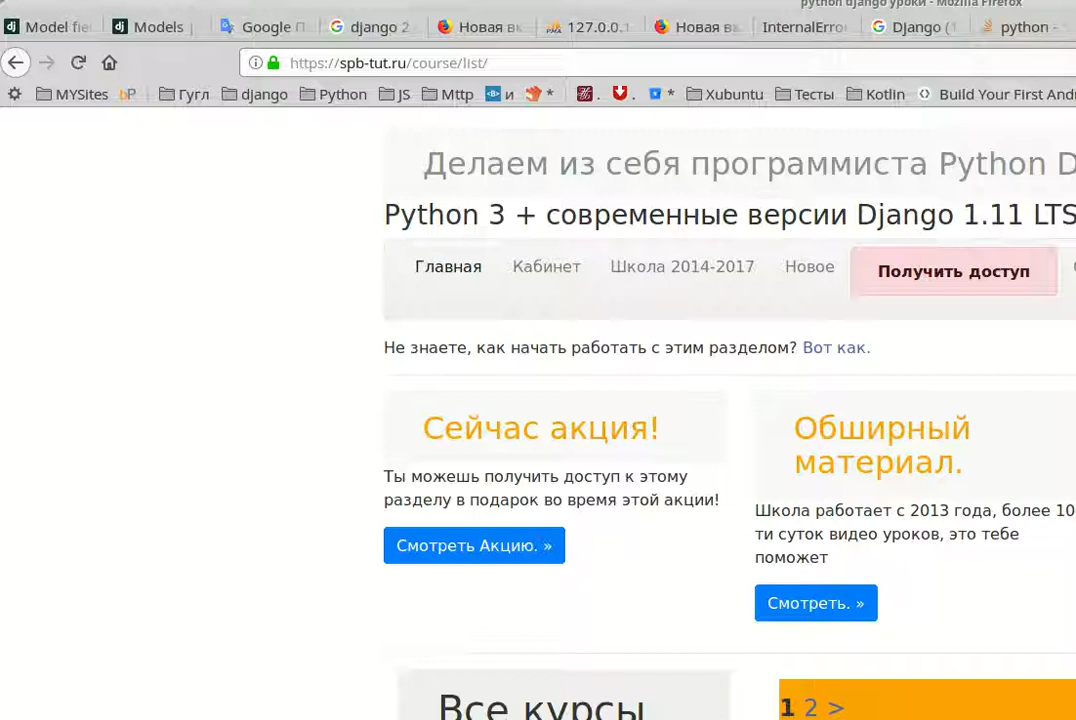 python django уроки - Mozilla Firefox
Model fie Models Google П django 2 Новая вк 127.0.0.1 Новая вк InternalErro Django (1 python -
https://spb-tut.ru/course/list/
MYSites bP Гугл django Python JS Mttp и * . . * Xubuntu Тесты Kotlin Build Your First And
Делаем из себя программиста Python D
Python 3 + современные версии Django 1.11 LTS
Главная Кабинет Школа 2014-2017 Новое Получить доступ
Не знаете, как начать работать с этим разделом? Вот как.
Сейчас акция!
Ты можешь получить доступ к этому
разделу в подарок во время этой акции!
Смотреть Акцию. »
Обширный
материал.
Школа работает с 2013 года, более 10
ти суток видео уроков, это тебе
поможет
Смотреть. »
Все курсы
1 2 >